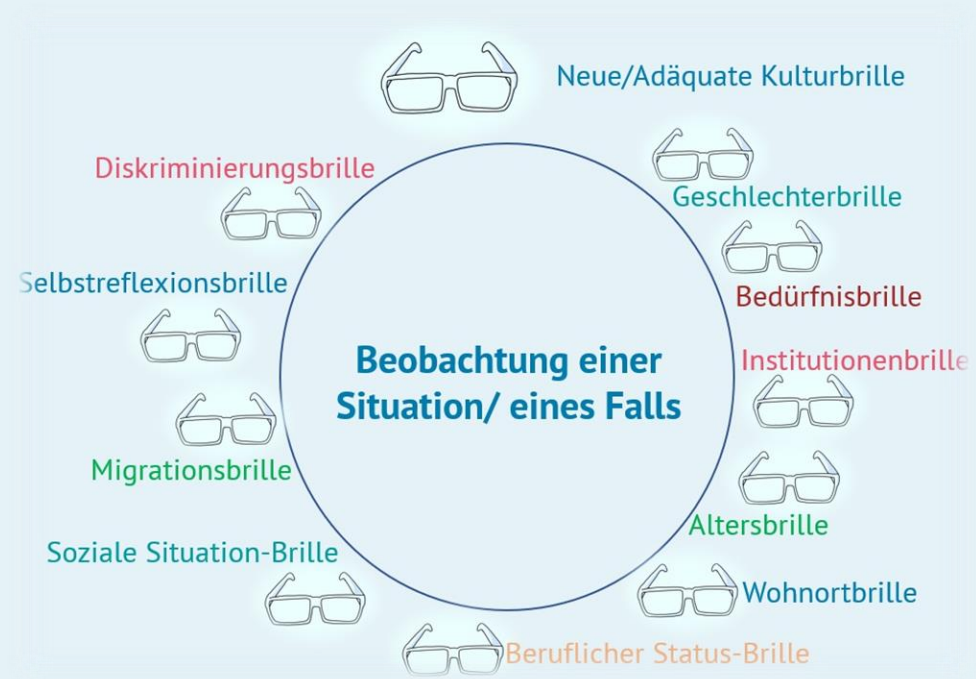 Neue/Adäquate Kulturbrille
Diskriminierungsbrille
Geschlechterbrille
Selbstreflexionsbrille
Bedürfnisbrille
Institutionenbrille
Beobachtung einer
Situation/ eines Falls
Migrationsbrille
Altersbrille
Soziale Situation-Brille
Wohnortbrille
Beruflicher Status-Brille